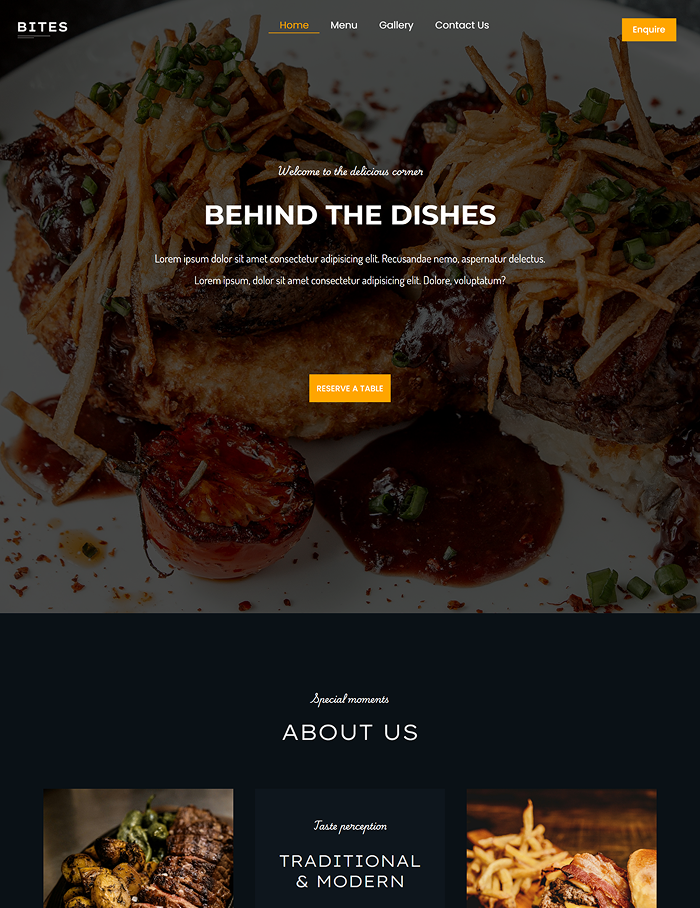 BITES
Home Menu Gallery Contact Us
Enquire
Welcome to the delicious corner
BEHIND THE DISHES
Lorem ipsum dolor sit amet consectetur adipisicing elit. Recusandae nemo, aspernatur delectus.
Lorem ipsum, dolor sit amet consectetur adipisicing elit. Dolore, voluptatum?
RESERVE A TABLE
Special moments
ABOUT US
Taste perception
TRADITIONAL
& MODERN